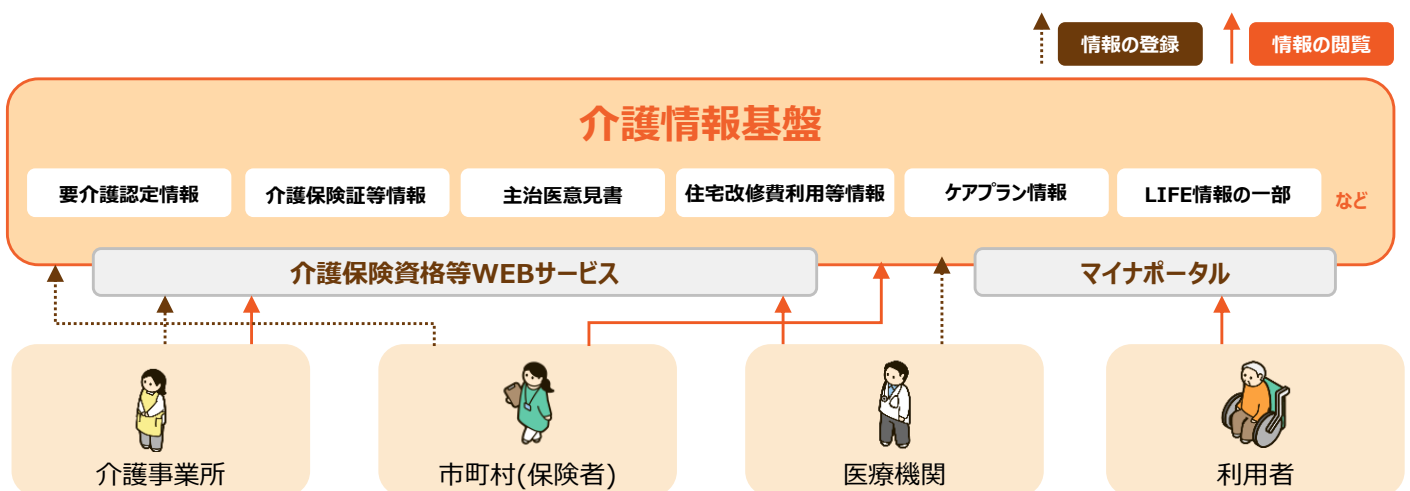 情報の登録
情報の閲覧
介護情報基盤
要介護認定情報
介護保険証等情報
主治医意見書
住宅改修費利用等情報
ケアプラン情報
LIFE情報の一部
など
介護保険資格等WEBサービス
マイナポータル
介護事業所
市町村(保険者)
医療機関
利用者